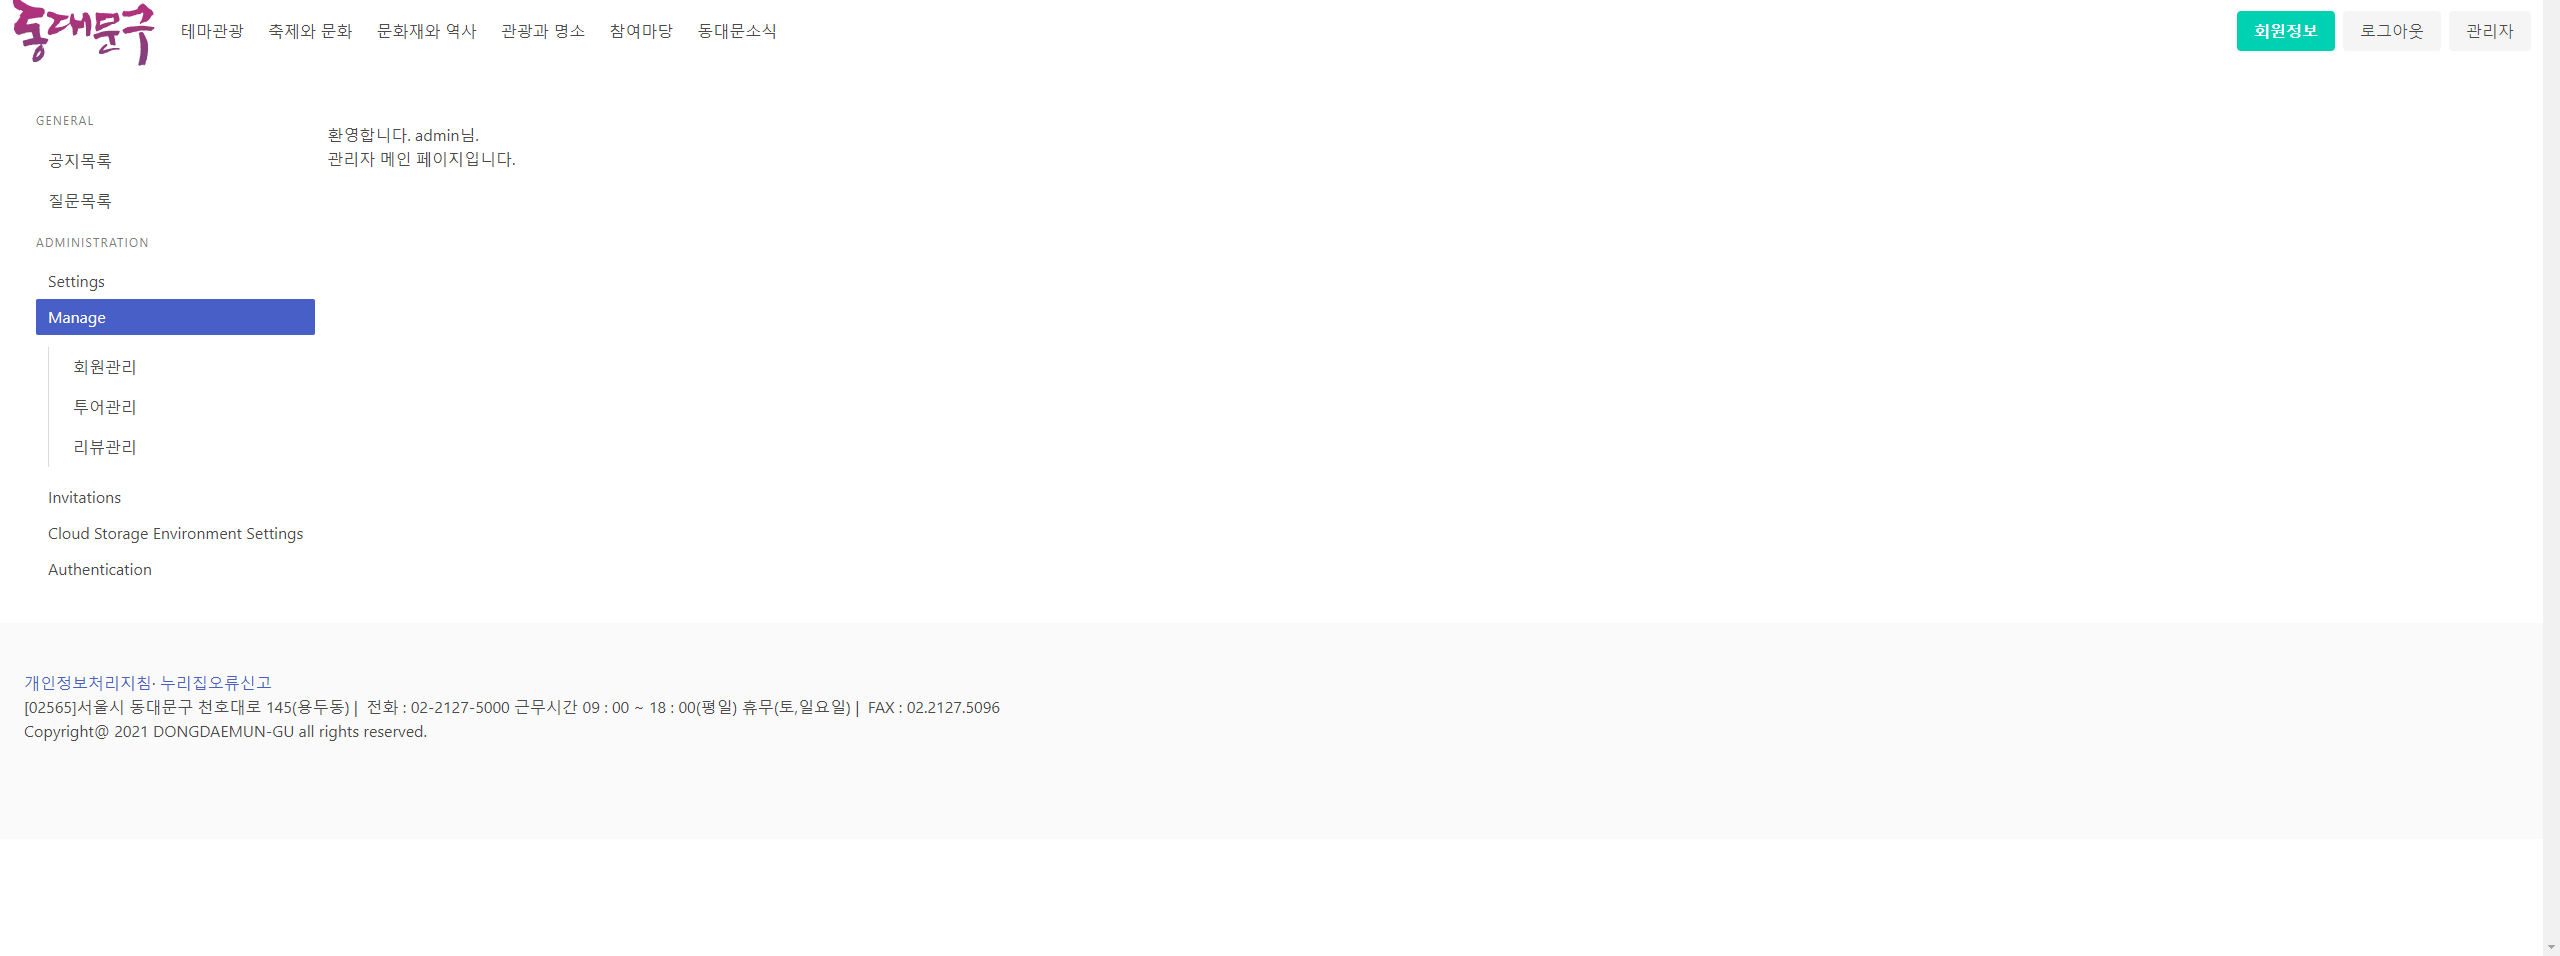 동대문구 테마관광 축제와 문화 문화재와 역사 관광과 명소 참여마당 동대문소식 회원정보 로그아웃 관리자
GENERAL
공지목록
질문목록
ADMINISTRATION
Settings
Manage
회원관리
투어관리
리뷰관리
Invitations
Cloud Storage Environment Settings
Authentication
환영합니다. admin님.
관리자 메인 페이지입니다.
개인정보처리지침· 누리집오류신고
[02565]서울시 동대문구 천호대로 145(용두동) | 전화 : 02-2127-5000 근무시간 09 : 00 ~ 18 : 00(평일) 휴무(토,일요일) | FAX : 02.2127.5096
Copyright@ 2021 DONGDAEMUN-GU all rights reserved.